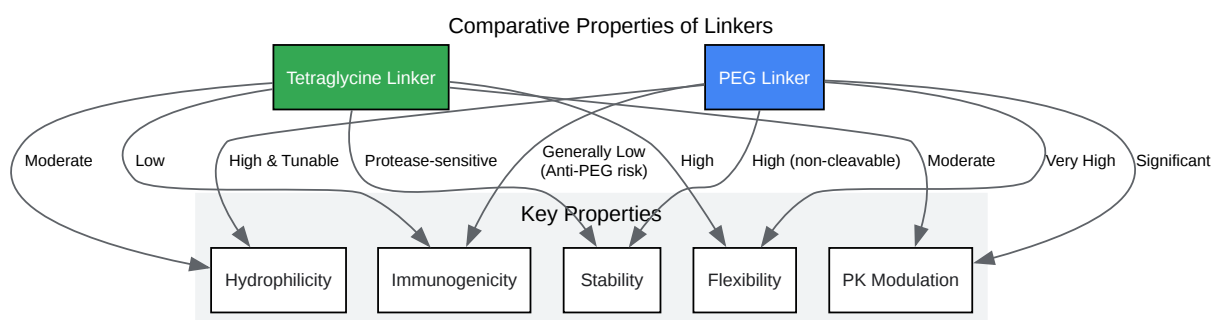 Comparative Properties of Linkers
Tetraglycine Linker
PEG Linker
Moderate
Low
High & Tunable
Protease-sensitive
Generally Low
(Anti-PEG risk)
High
High (non-cleavable)
Moderate
Very High
Significant
Key Properties
Hydrophilicity
Immunogenicity
Stability
Flexibility
PK Modulation